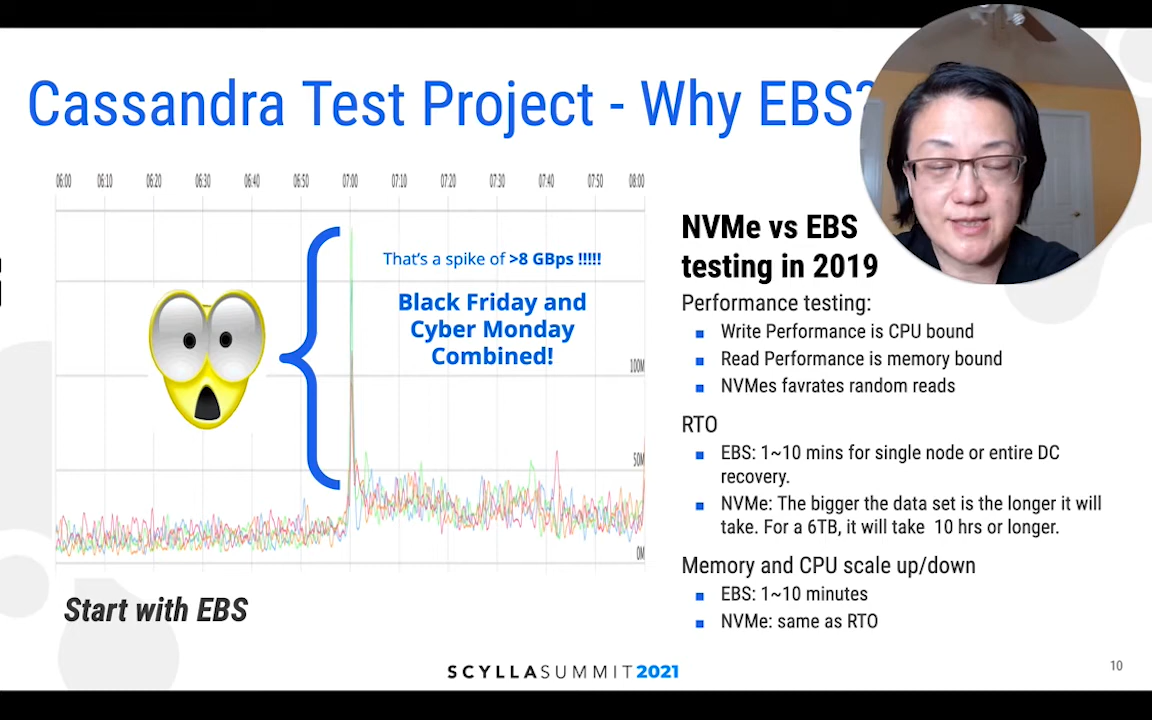 Cassandra Test Project - Why EBS?
06:00 06:10 06:20 06:30 06:40 06:50 07:00 07:10 07:20 07:30 07:40 07:50 08:00
That's a spike of >8 GBps !!!!!
Black Friday and
Cyber Monday
Combined!
100M
50M
0M
Start with EBS
NVMe vs EBS
testing in 2019
Performance testing:
Write Performance is CPU bound
Read Performance is memory bound
NVMes favrates random reads
RTO
EBS: 1~10 mins for single node or entire DC
recovery.
NVMe: The bigger the data set is the longer it will
take. For a 6TB, it will take 10 hrs or longer.
Memory and CPU scale up/down
EBS: 1~10 minutes
NVMe: same as RTO
SCYLLASUMMIT2021
10